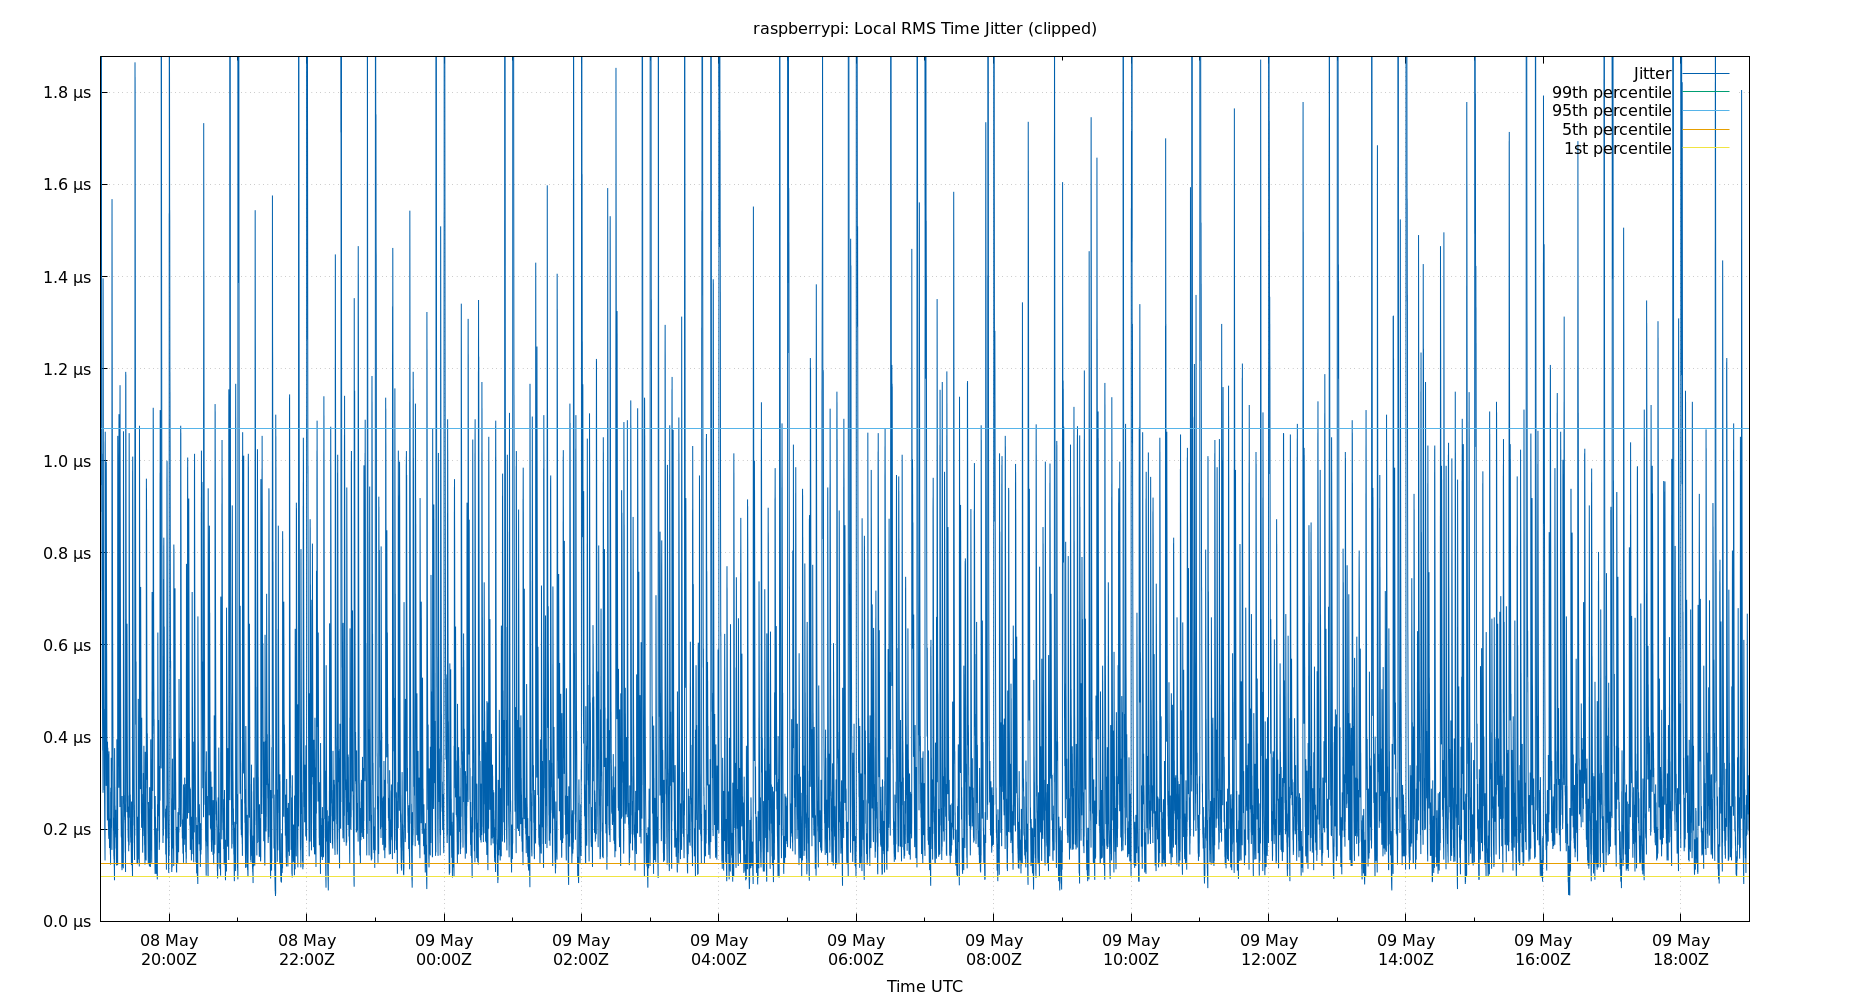 raspberrypi: Local RMS Time Jitter (clipped)
Jitter
99th percentile
95th percentile
5th percentile
1st percentile
1.8 μs
1.6 μs
1.4 μs
1.2 μs
1.0 μs
0.8 μs
0.6 μs
0.4 μs
0.2 μs
0.0 μs
08 May 08 May 09 May 09 May 09 May 09 May 09 May 09 May 09 May 09 May 09 May 09 May
20:00Z 22:00Z 00:00Z 02:00Z 04:00Z 06:00Z 08:00Z 10:00Z 12:00Z 14:00Z 16:00Z 18:00Z
Time UTC